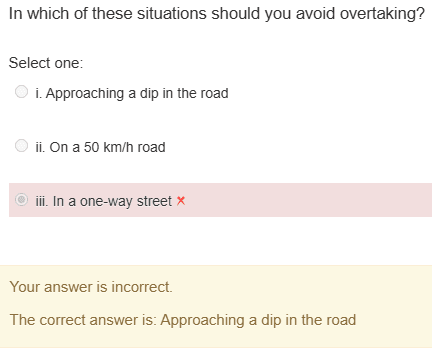 In which of these situations should you avoid overtaking?
Select one:
i. Approaching a dip in the road
ii. On a 50 km/h road
iii. In a one-way street
Your answer is incorrect.
The correct answer is: Approaching a dip in the road